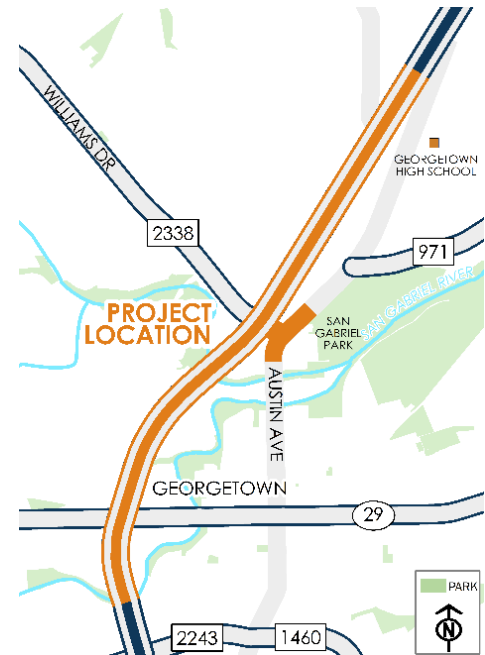 WILLIAMS DR
GEORGETOWN
HIGH SCHOOL
2338
971
PROJECT
LOCATION
SAN
GABRIEL
PARK
SAN GABRIEL RIVER
AUSTIN AVE
GEORGETOWN
29
PARK
N
2243
1460